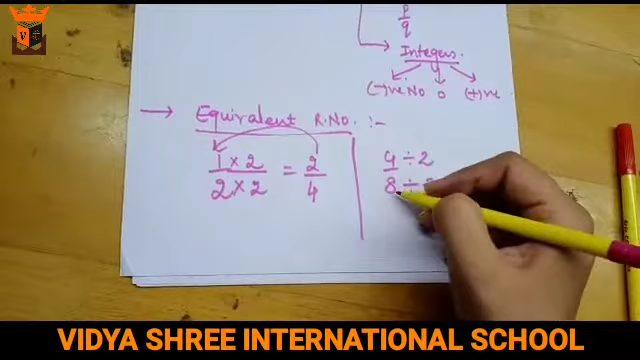 P
q
Integers.
(-)ve No 0 (+)ve
Equivalent R.No. :-
1 × 2 = 2
2 × 2 4
4 ÷ 2
8 ÷
VIDYA SHREE INTERNATIONAL SCHOOL